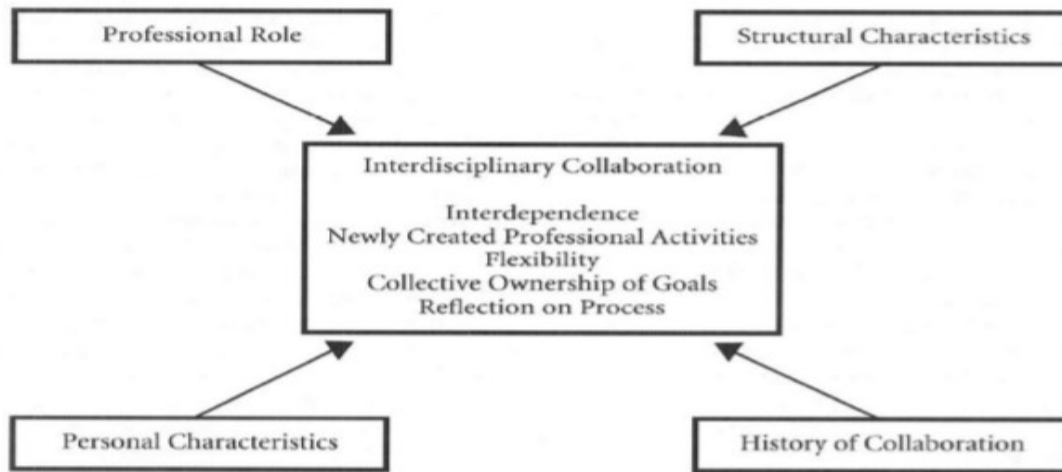 Professional Role
Structural Characteristics
Interdisciplinary Collaboration
Interdependence
Newly Created Professional Activities
Flexibility
Collective Ownership of Goals
Reflection on Process
Personal Characteristics
History of Collaboration